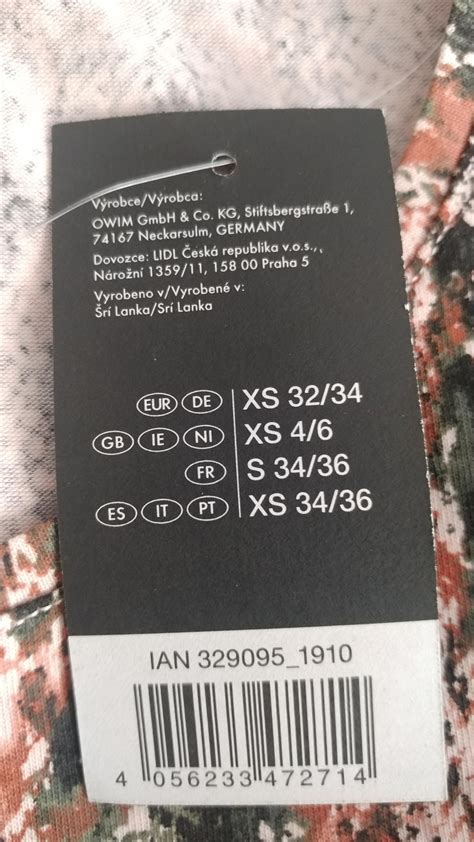 Výrobce/Výrobca:
OWIM GmbH & Co. KG, Stiftsbergstraße 1,
74167 Neckarsulm, GERMANY
Dovozce: LIDL Česká republika v.o.s.,
Nárožní 1359/11, 158 00 Praha 5
Vyrobeno v/Vyrobené v:
Šrí Lanka/Srí Lanka
EUR DE XS 32/34
GB IE NI XS 4/6
FR S 34/36
ES IT PT XS 34/36
IAN 329095_1910
4 056233 472714